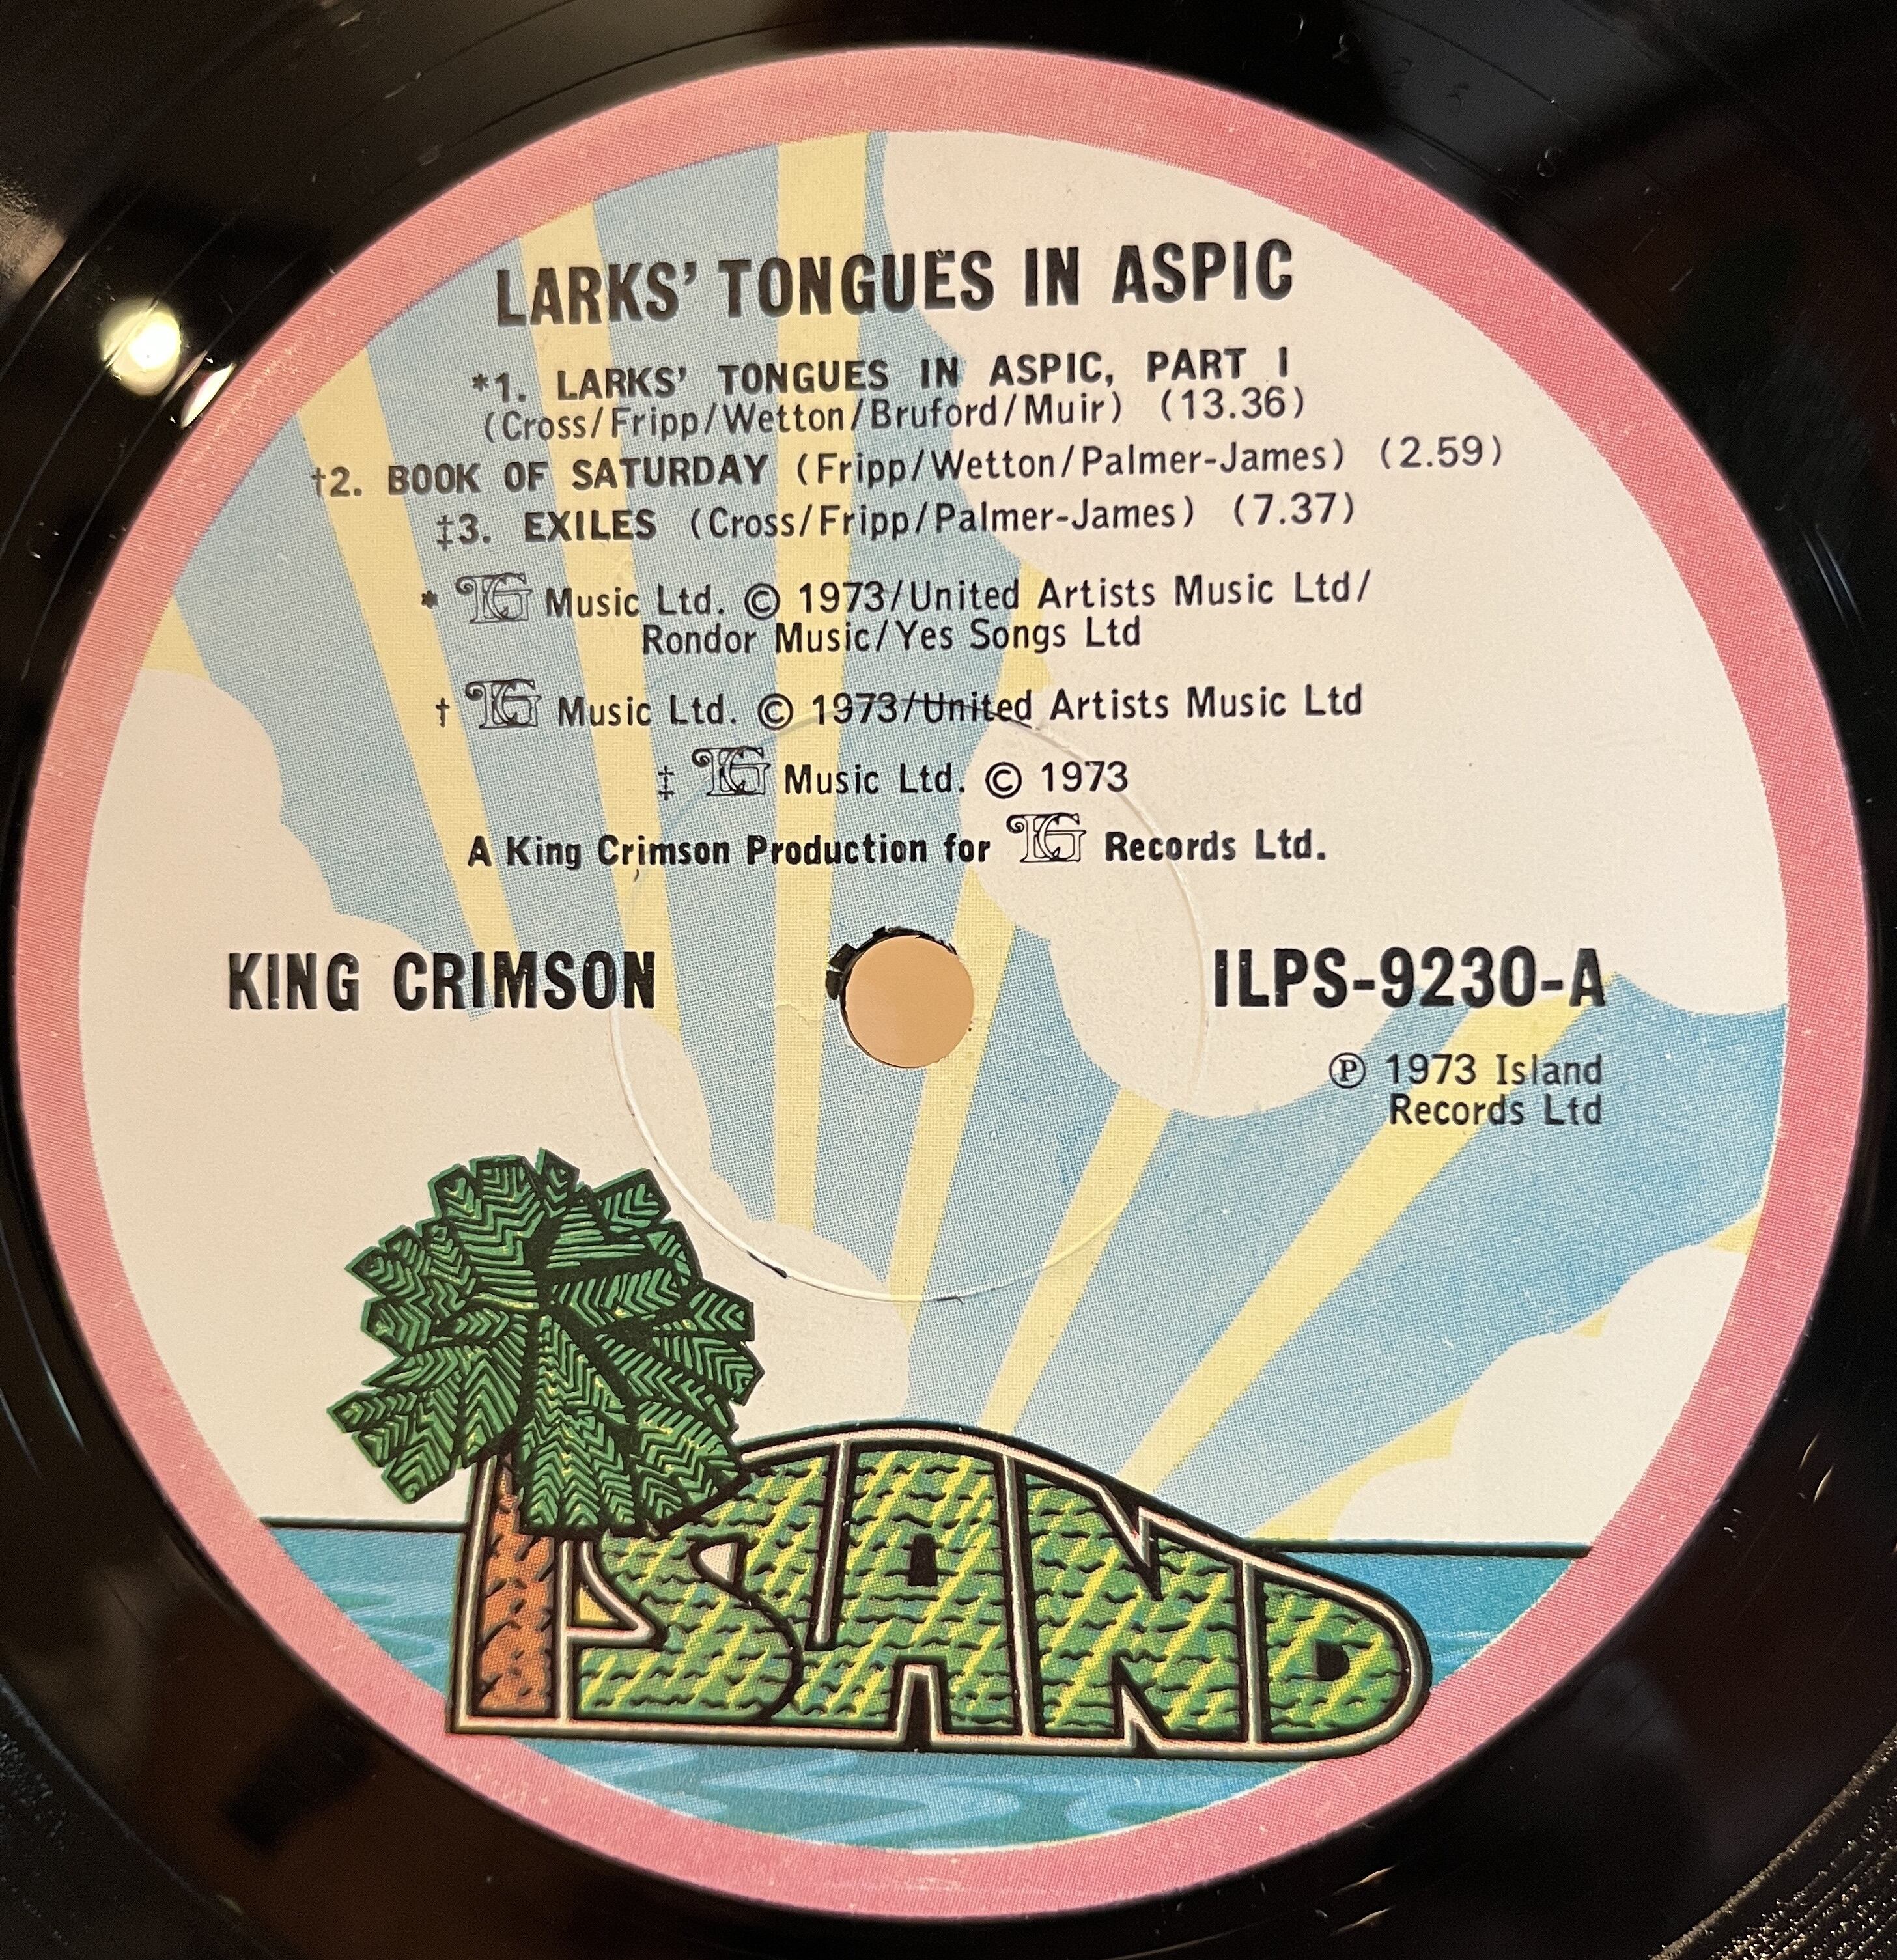 LARKS' TONGUES IN ASPIC
*1. LARKS' TONGUES IN ASPIC, PART I
(Cross/Fripp/Wetton/Bruford/Muir) (13.36)
†2. BOOK OF SATURDAY (Fripp/Wetton/Palmer-James) (2.59)
‡3. EXILES (Cross/Fripp/Palmer-James) (7.37)
* EG Music Ltd. © 1973/United Artists Music Ltd/
Rondor Music/Yes Songs Ltd
† EG Music Ltd. © 1973/United Artists Music Ltd
‡ EG Music Ltd. © 1973
A King Crimson Production for EG Records Ltd.
KING CRIMSON
ILPS-9230-A
℗ 1973 Island
Records Ltd
ISLAND